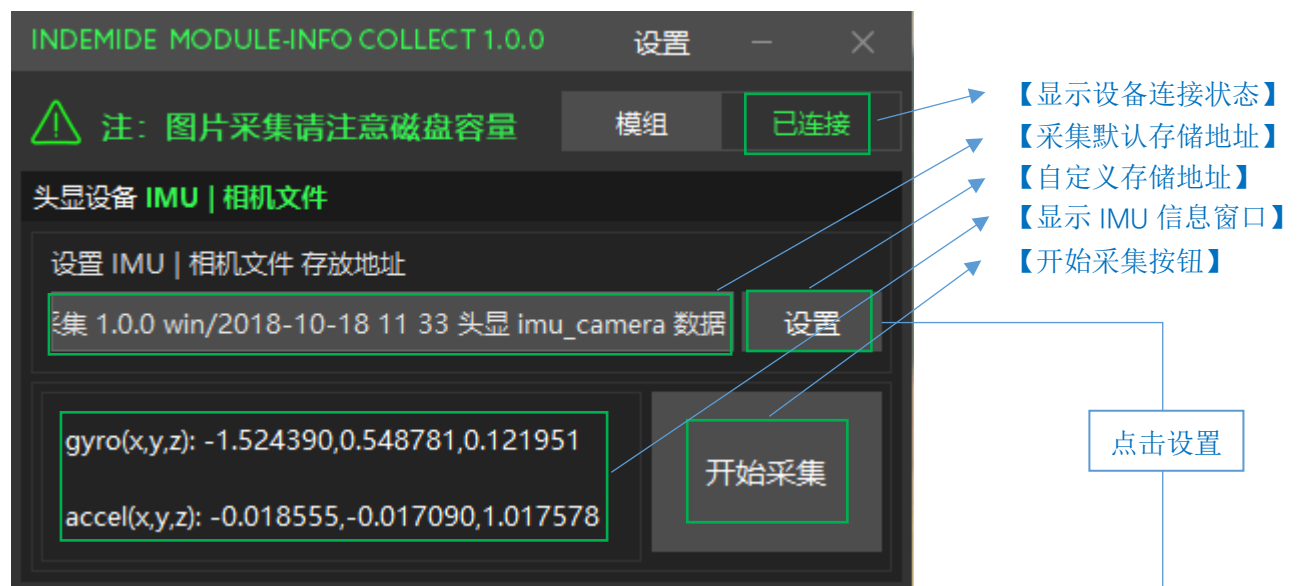 INDEMIDE MODULE-INFO COLLECT 1.0.0 设置
注：图片采集请注意磁盘容量 模组 已连接
头显设备 IMU | 相机文件
设置 IMU | 相机文件 存放地址
集 1.0.0 win/2018-10-18 11 33 头显 imu_camera 数据 设置
gyro(x,y,z): -1.524390,0.548781,0.121951
accel(x,y,z): -0.018555,-0.017090,1.017578
开始采集
【显示设备连接状态】
【采集默认存储地址】
【自定义存储地址】
【显示 IMU 信息窗口】
【开始采集按钮】
点击设置